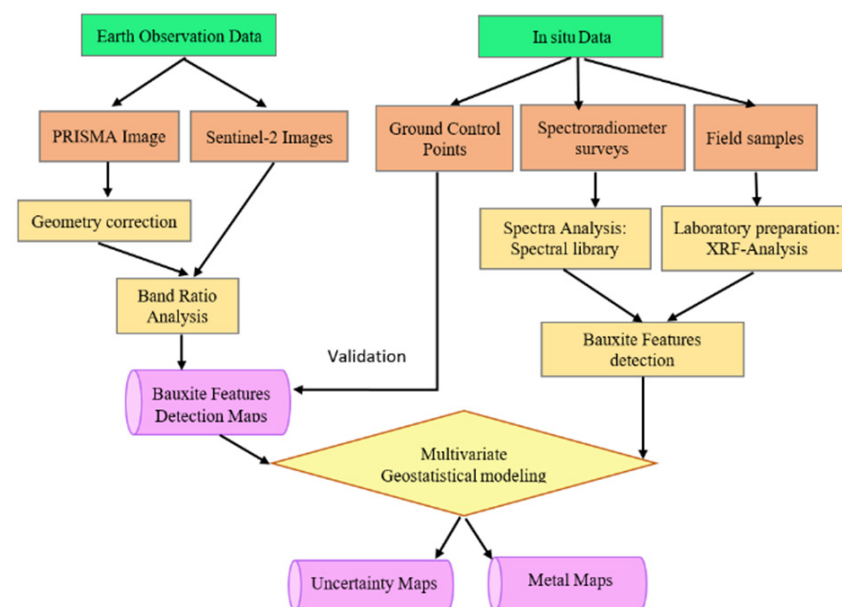 Earth Observation Data
In situ Data
PRISMA Image
Sentinel-2 Images
Ground Control
Points
Spectroradiometer
surveys
Field samples
Geometry correction
Spectra Analysis:
Spectral library
Laboratory preparation:
XRF-Analysis
Band Ratio
Analysis
Bauxite Features
detection
Validation
Bauxite Features
Detection Maps
Multivariate
Geostatistical modeling
Uncertainty Maps
Metal Maps